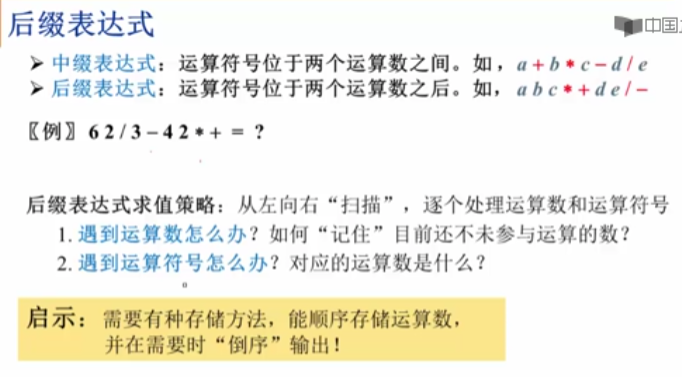 后缀表达式
中国
➤ 中缀表达式：运算符号位于两个运算数之间。如，a + b * c − d / e
➤ 后缀表达式：运算符号位于两个运算数之后。如，a b c * + d e / −
〖例〗 6 2 / 3 − 4 2 * + = ?
后缀表达式求值策略：从左向右“扫描”，逐个处理运算数和运算符号
1. 遇到运算数怎么办？如何“记住”目前还不未参与运算的数？
2. 遇到运算符号怎么办？对应的运算数是什么？
启示：需要有种存储方法，能顺序存储运算数，
并在需要时“倒序”输出！